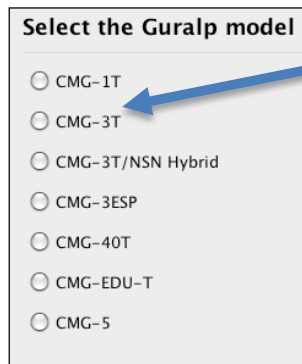 Select the Guralp model
CMG-1T
CMG-3T
CMG-3T/NSN Hybrid
CMG-3ESP
CMG-40T
CMG-EDU-T
CMG-5